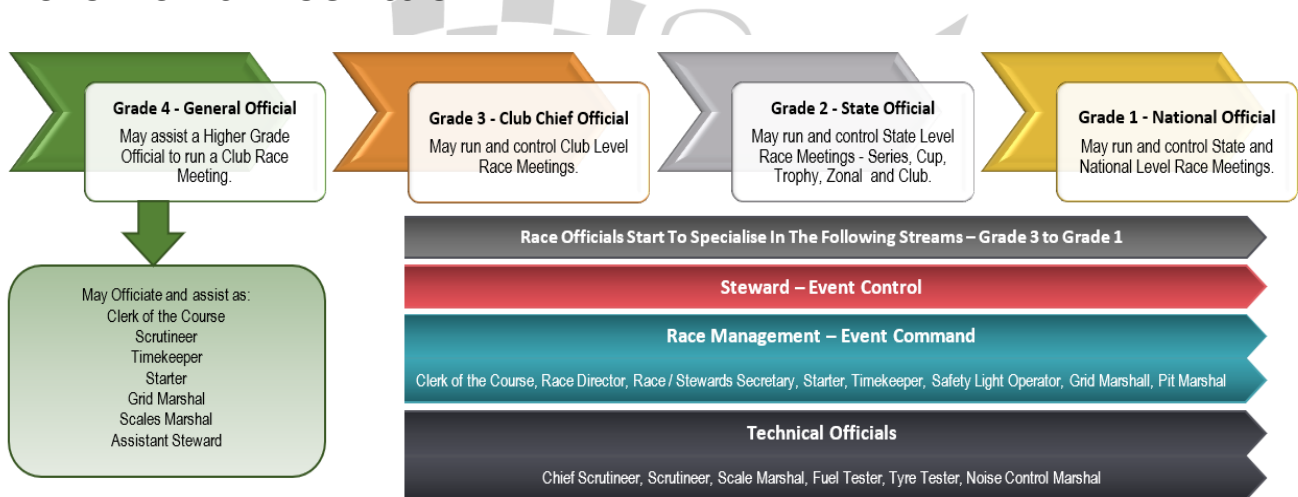 Grade 4 - General Official
May assist a Higher Grade
Official to run a Club Race
Meeting.
Grade 3 - Club Chief Official
May run and control Club Level
Race Meetings.
Grade 2 - State Official
May run and control State Level
Race Meetings - Series, Cup,
Trophy, Zonal and Club.
Grade 1 - National Official
May run and control State and
National Level Race Meetings.
May Officiate and assist as:
Clerk of the Course
Scrutineer
Timekeeper
Starter
Grid Marshal
Scales Marshal
Assistant Steward
Race Officials Start To Specialise In The Following Streams – Grade 3 to Grade 1
Steward – Event Control
Race Management – Event Command
Clerk of the Course, Race Director, Race / Stewards Secretary, Starter, Timekeeper, Safety Light Operator, Grid Marshall, Pit Marshal
Technical Officials
Chief Scrutineer, Scrutineer, Scale Marshal, Fuel Tester, Tyre Tester, Noise Control Marshal